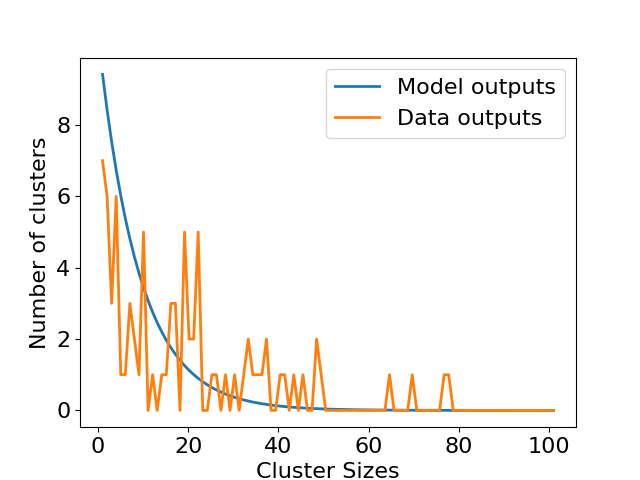 Model outputs
Data outputs
Number of clusters
8
6
4
2
0
0 20 40 60 80 100
Cluster Sizes